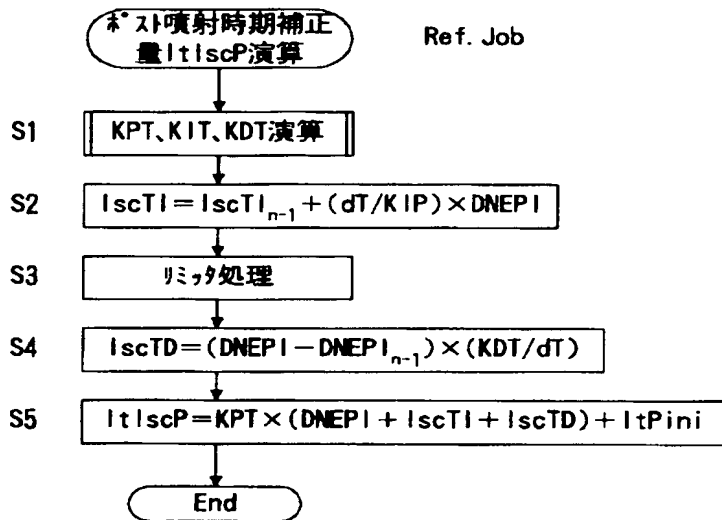 ポスト噴射時期補正
量ItIscP演算
Ref. Job
S1
KPT、KIT、KDT演算
S2
IscTI=IscTIn-1+(dT/KIP)×DNEPI
S3
リミッタ処理
S4
IscTD=(DNEPI-DNEPIn-1)×(KDT/dT)
S5
ItIscP=KPT×(DNEPI+IscTI+IscTD)+ItPini
End